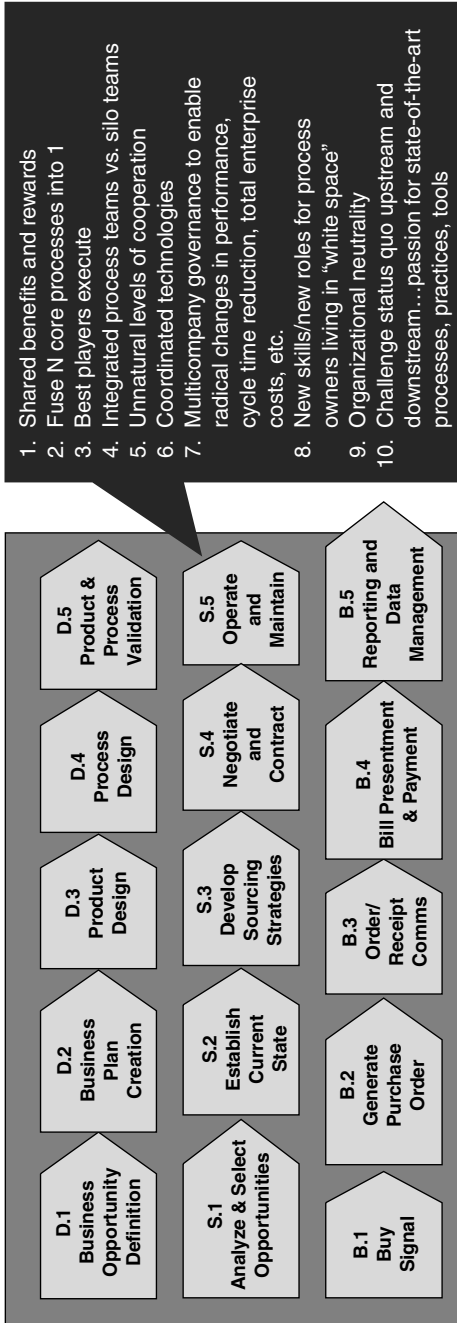 D.1
Business
Opportunity
Definition
D.2
Business
Plan
Creation
D.3
Product
Design
D.4
Process
Design
D.5
Product &
Process
Validation
S.1
Analyze & Select
Opportunities
S.2
Establish
Current
State
S.3
Develop
Sourcing
Strategies
S.4
Negotiate
and
Contract
S.5
Operate
and
Maintain
B.1
Buy
Signal
B.2
Generate
Purchase
Order
B.3
Order/
Receipt
Comms
B.4
Bill Presentment
& Payment
B.5
Reporting and
Data
Management
1. Shared benefits and rewards
2. Fuse N core processes into 1
3. Best players execute
4. Integrated process teams vs. silo teams
5. Unnatural levels of cooperation
6. Coordinated technologies
7. Multicompany governance to enable
radical changes in performance,
cycle time reduction, total enterprise
costs, etc.
8. New skills/new roles for process
owners living in “white space”
9. Organizational neutrality
10. Challenge status quo upstream and
downstream…passion for state-of-the-art
processes, practices, tools